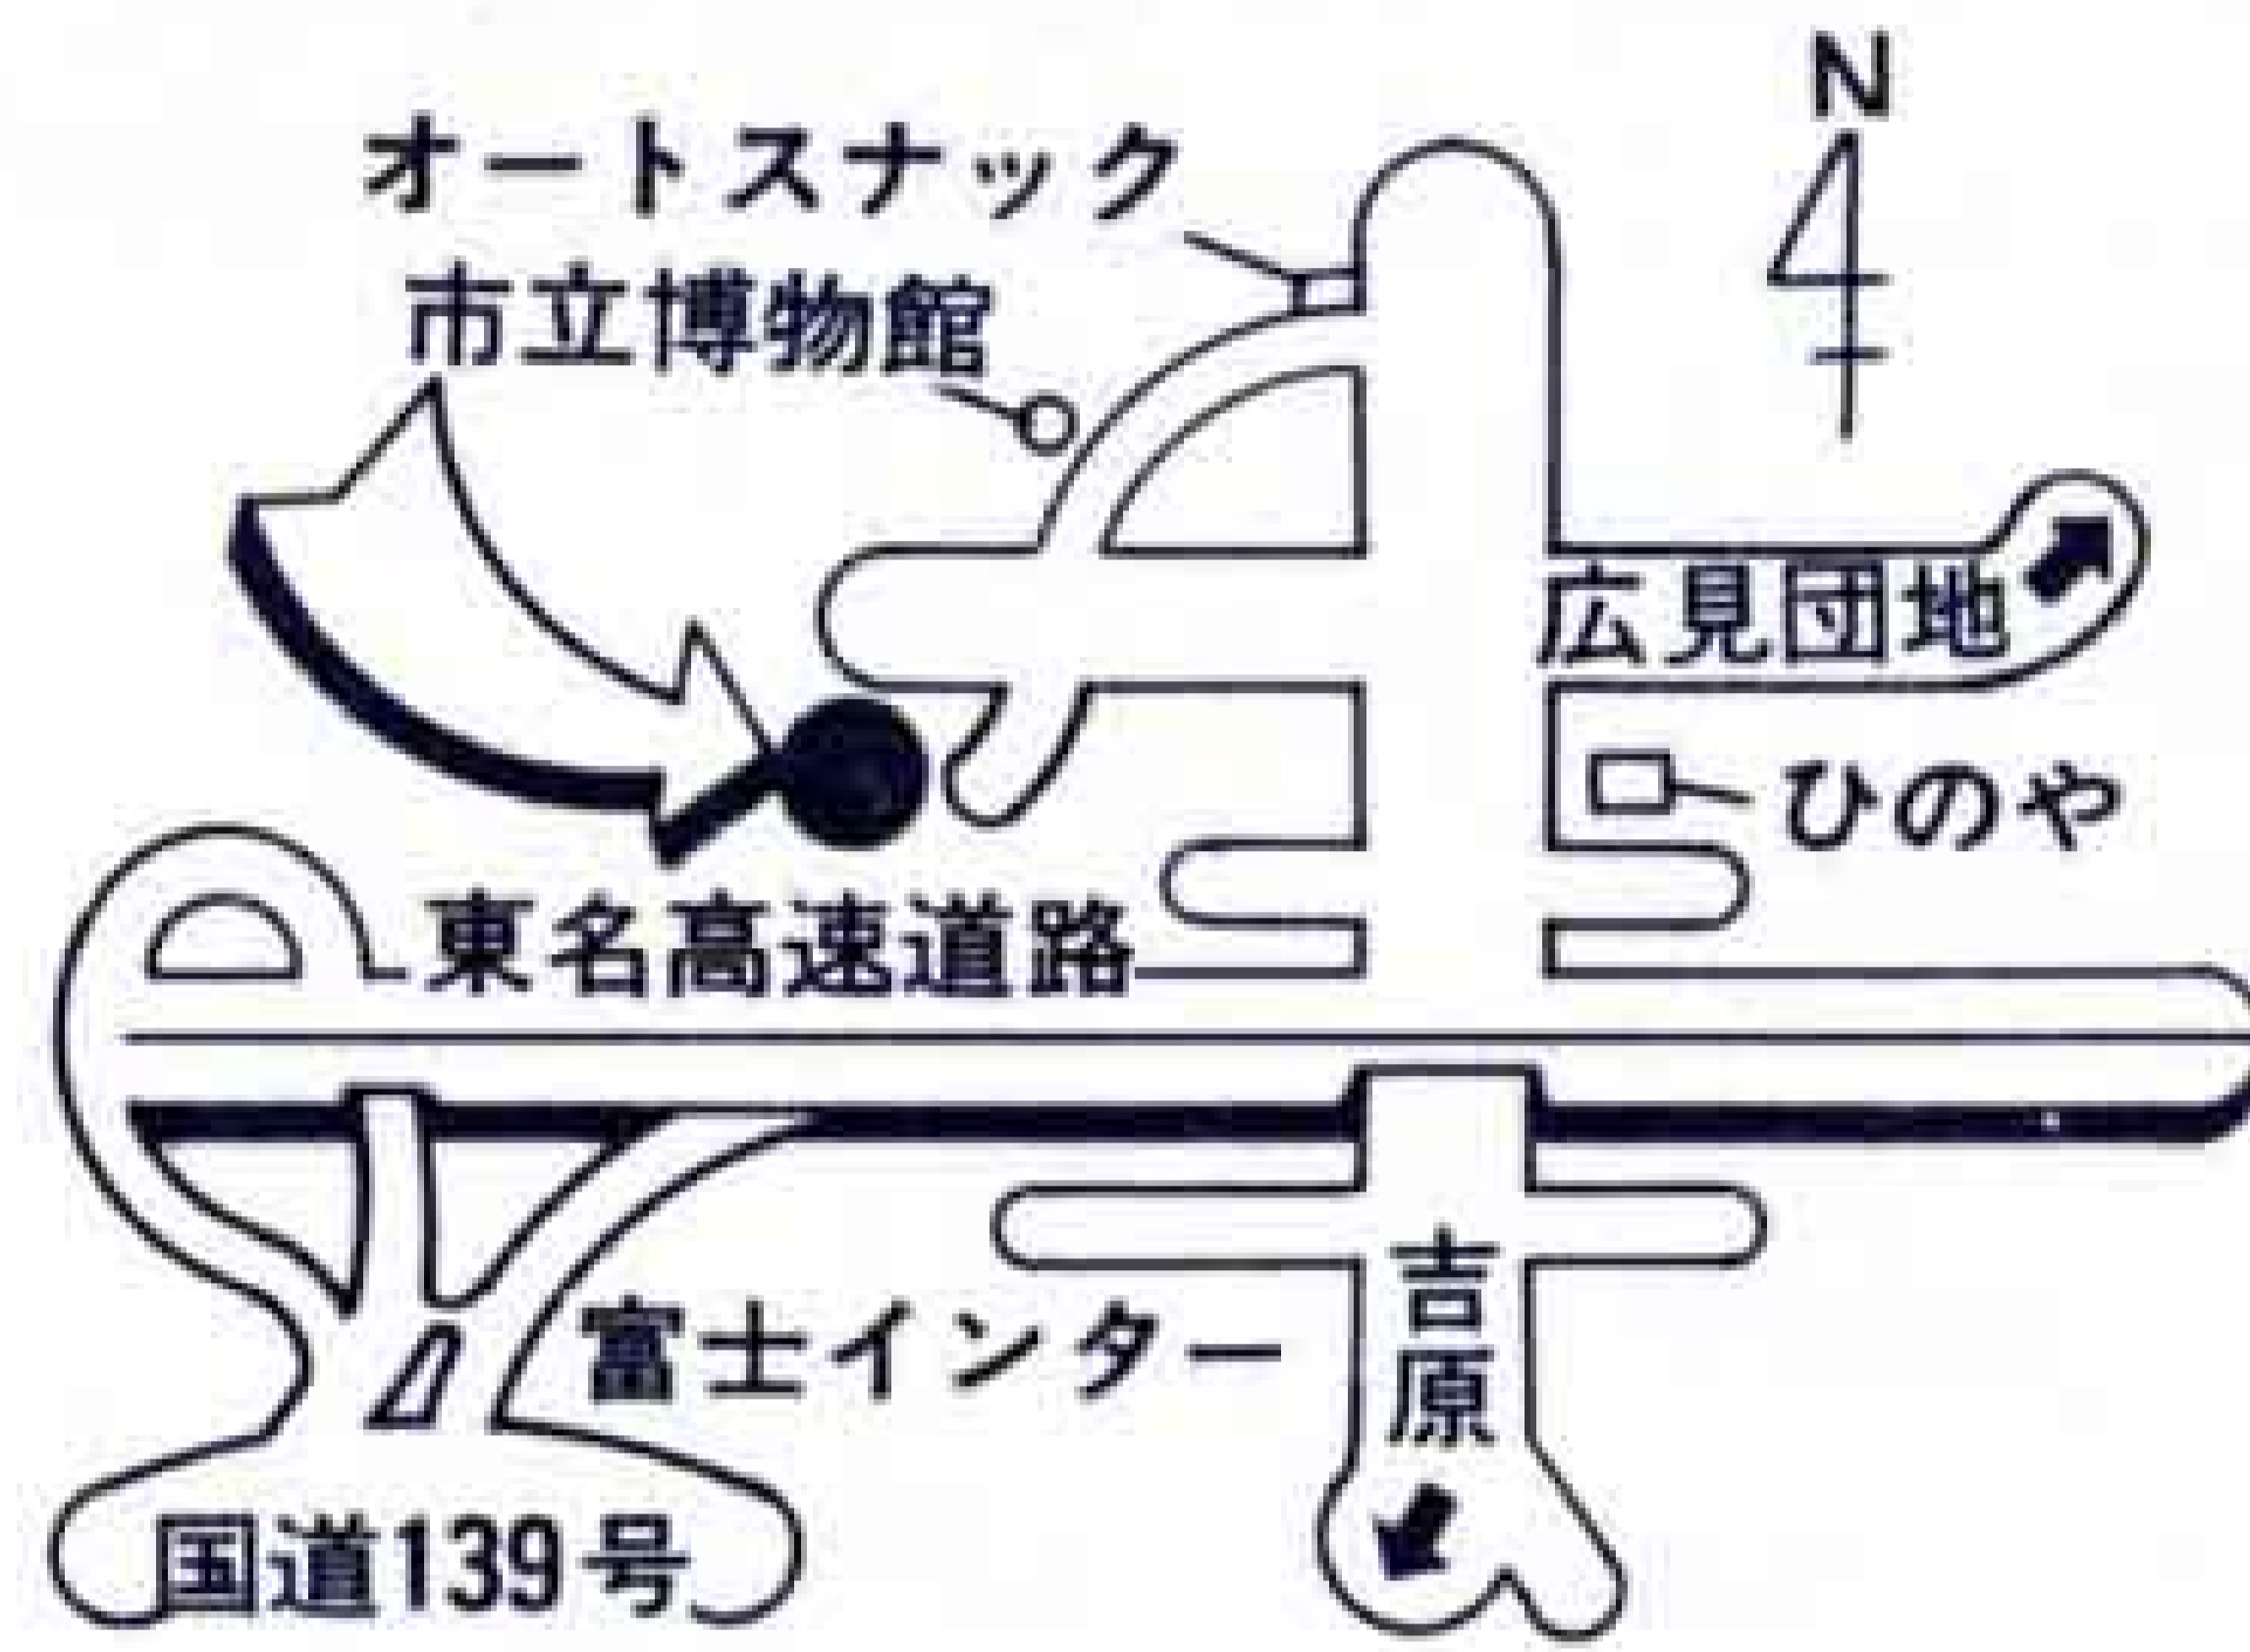 N
オートスナック
市立博物館
広見団地
ひのや
東名高速道路
富士インター
吉原
国道139号